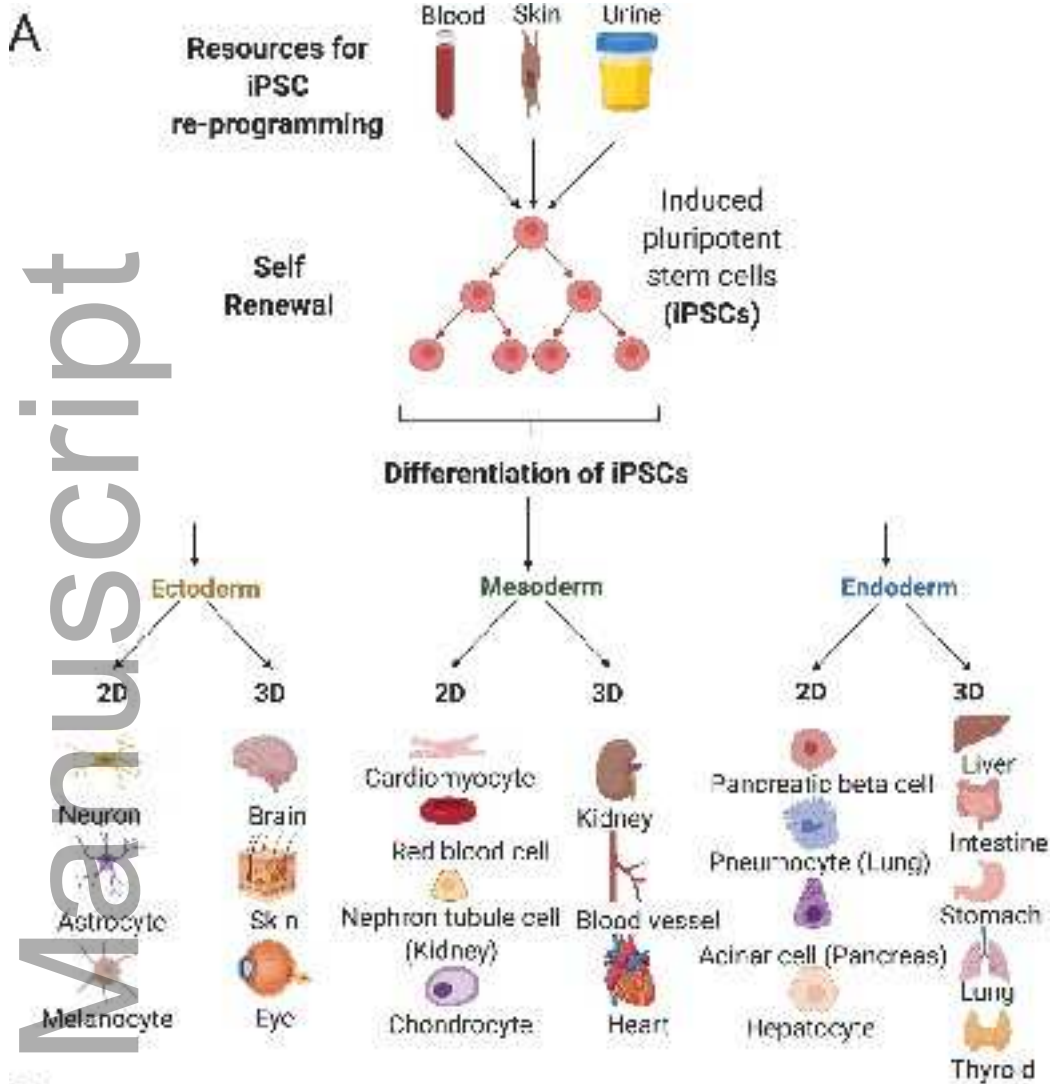 A
Blood Skin Urine
Resources for
iPSC
re-programming
Induced
pluripotent
stem cells
(iPSCs)
Self
Renewal
Differentiation of iPSCs
Ectoderm Mesoderm Endoderm
2D 3D 2D 3D 2D 3D
Neuron
Astrocyte
Melanocyte
Brain
Skin
Eye
Cardiomyocyte
Red blood cell
Nephron tubule cell
(Kidney)
Chondrocyte
Kidney
Blood vessel
Heart
Pancreatic beta cell
Pneumocyte (Lung)
Acinar cell (Pancreas)
Hepatocyte
Liver
Intestine
Stomach
Lung
Thyroid
Manuscript